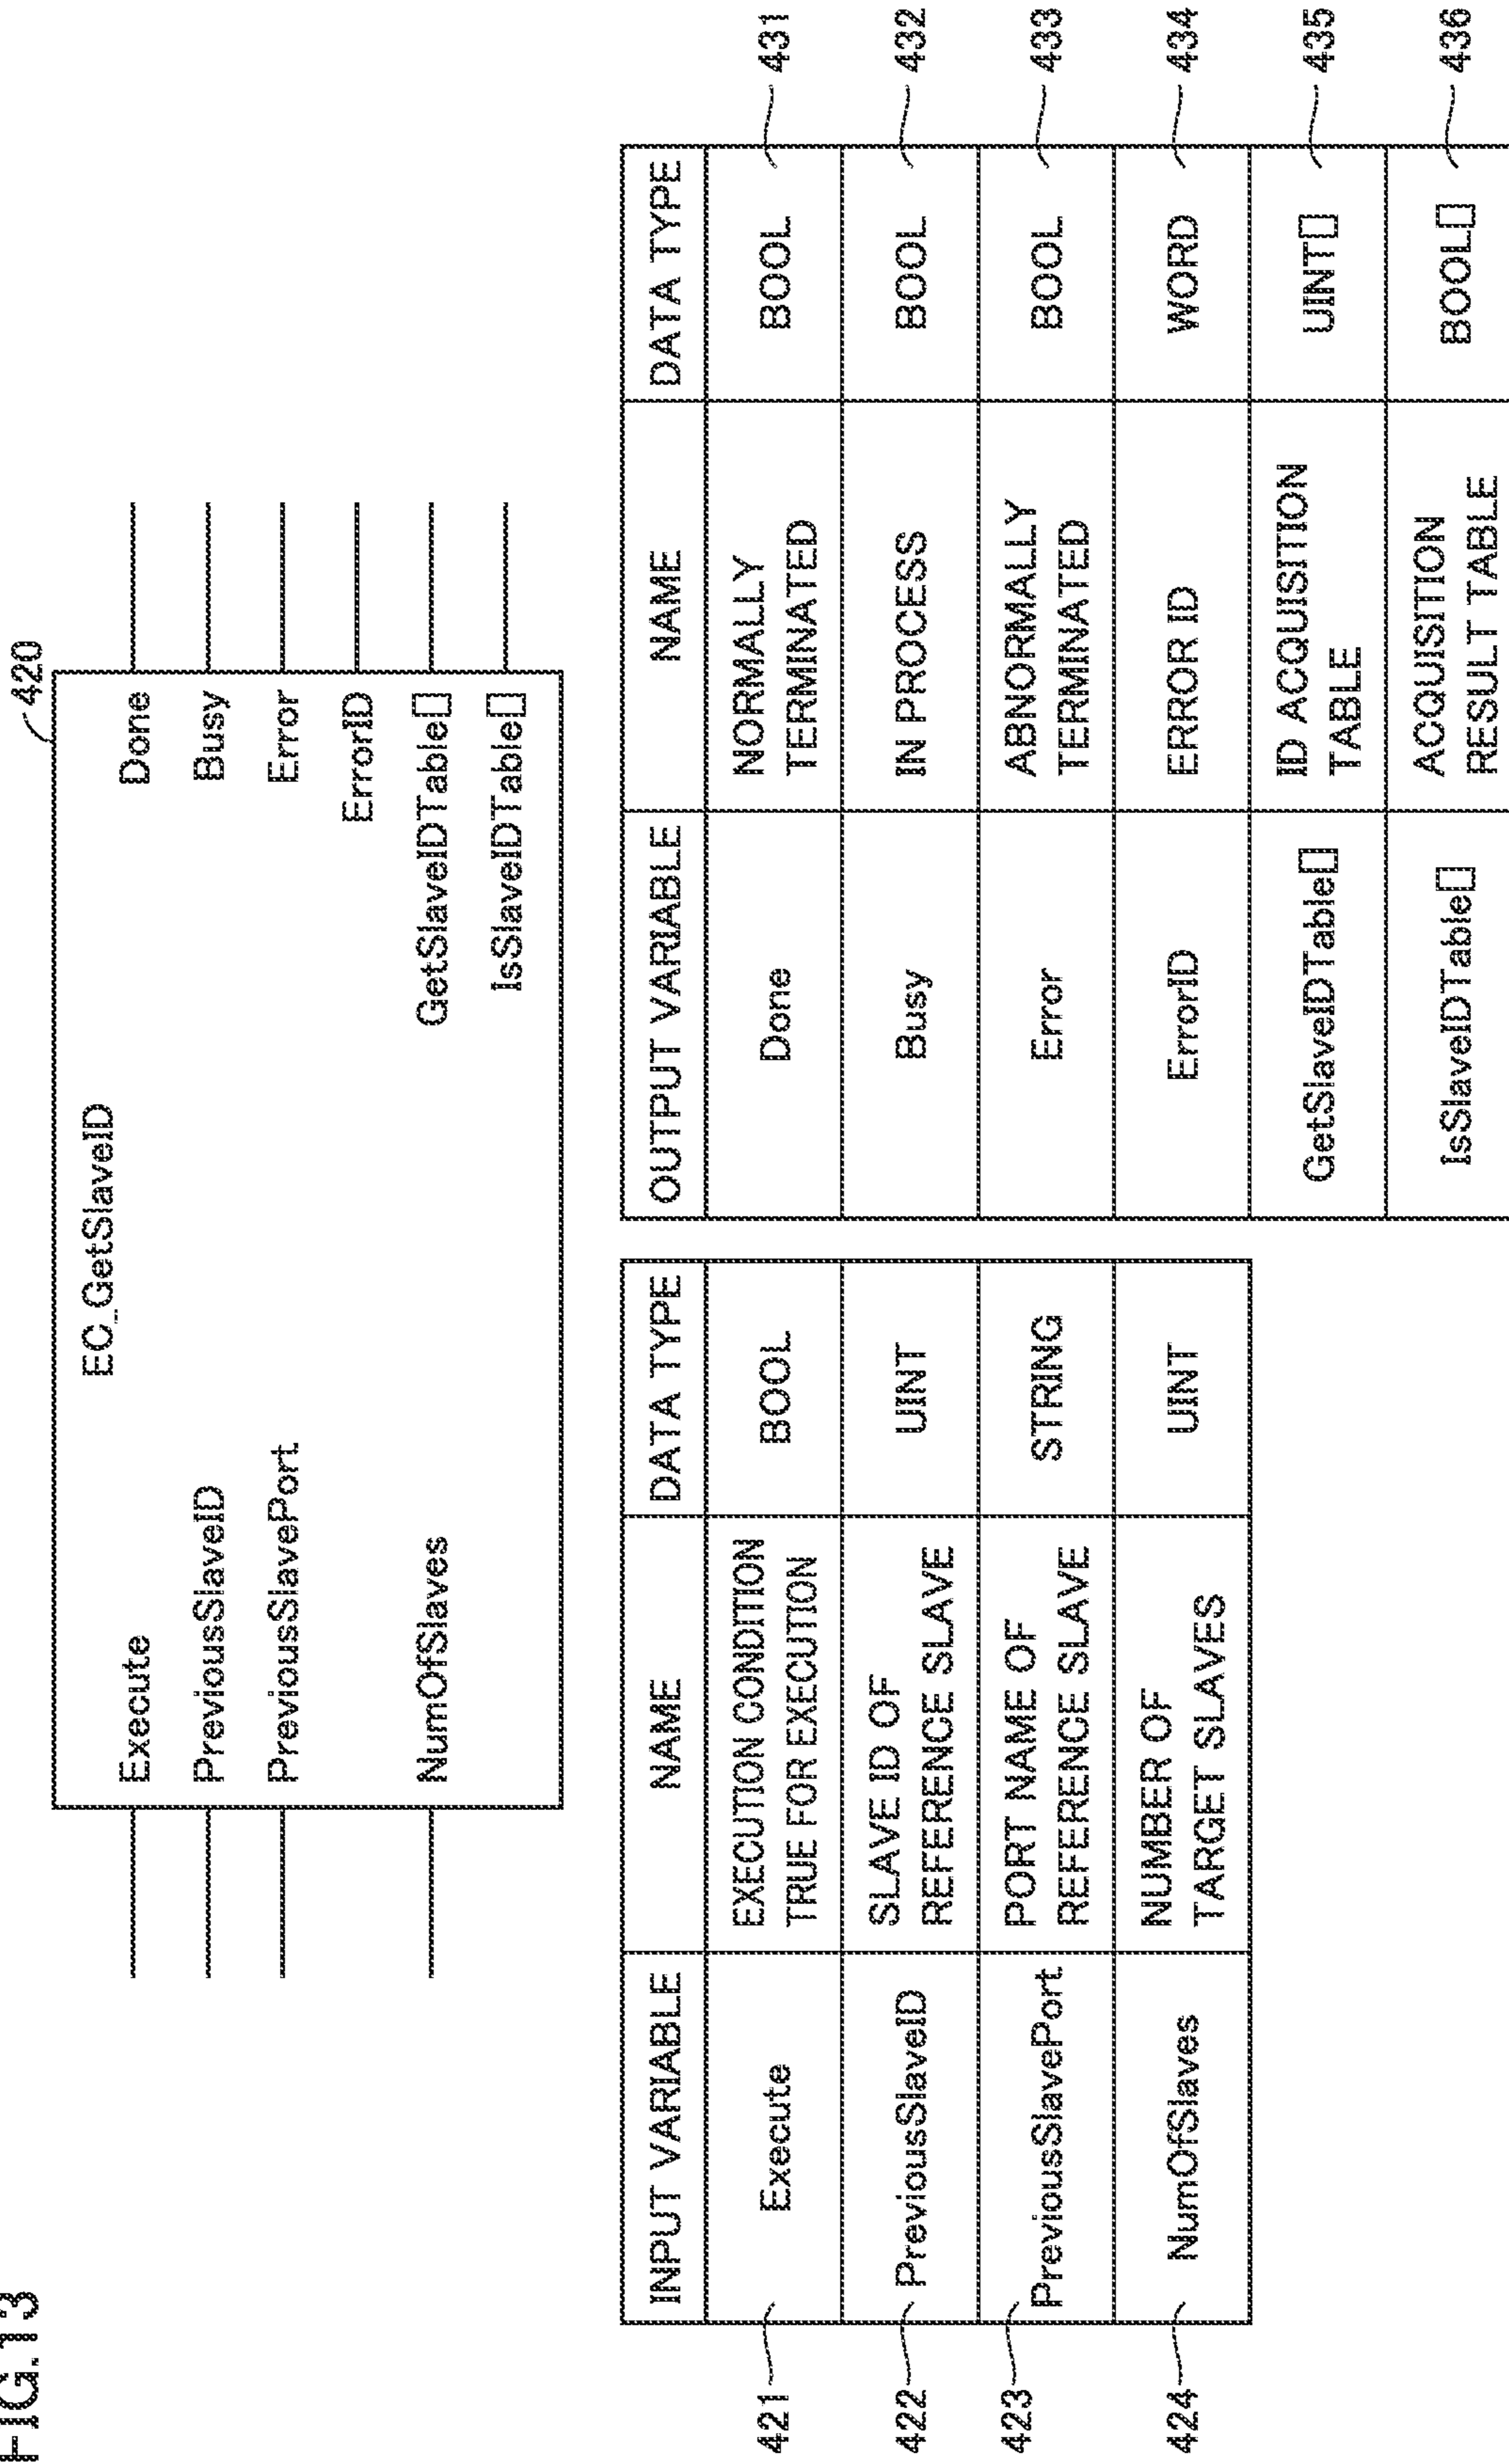 FIG.13
420
EC_GetSlaveID
Execute Done
PreviousSlaveID Busy
PreviousSlavePort Error
ErrorID
NumOfSlaves GetSlaveIDTable[]
IsSlaveIDTable[]
INPUT VARIABLE NAME DATA TYPE
421 Execute EXECUTION CONDITION BOOL
TRUE FOR EXECUTION
422 PreviousSlaveID SLAVE ID OF UINT
REFERENCE SLAVE
423 PreviousSlavePort PORT NAME OF STRING
REFERENCE SLAVE
424 NumOfSlaves NUMBER OF UINT
TARGET SLAVES
OUTPUT VARIABLE NAME DATA TYPE
Done NORMALLY BOOL 431
TERMINATED
Busy IN PROCESS BOOL 432
Error ABNORMALLY BOOL 433
TERMINATED
ErrorID ERROR ID WORD 434
GetSlaveIDTable[] ID ACQUISITION UINT[] 435
TABLE
IsSlaveIDTable[] ACQUISITION BOOL[] 436
RESULT TABLE